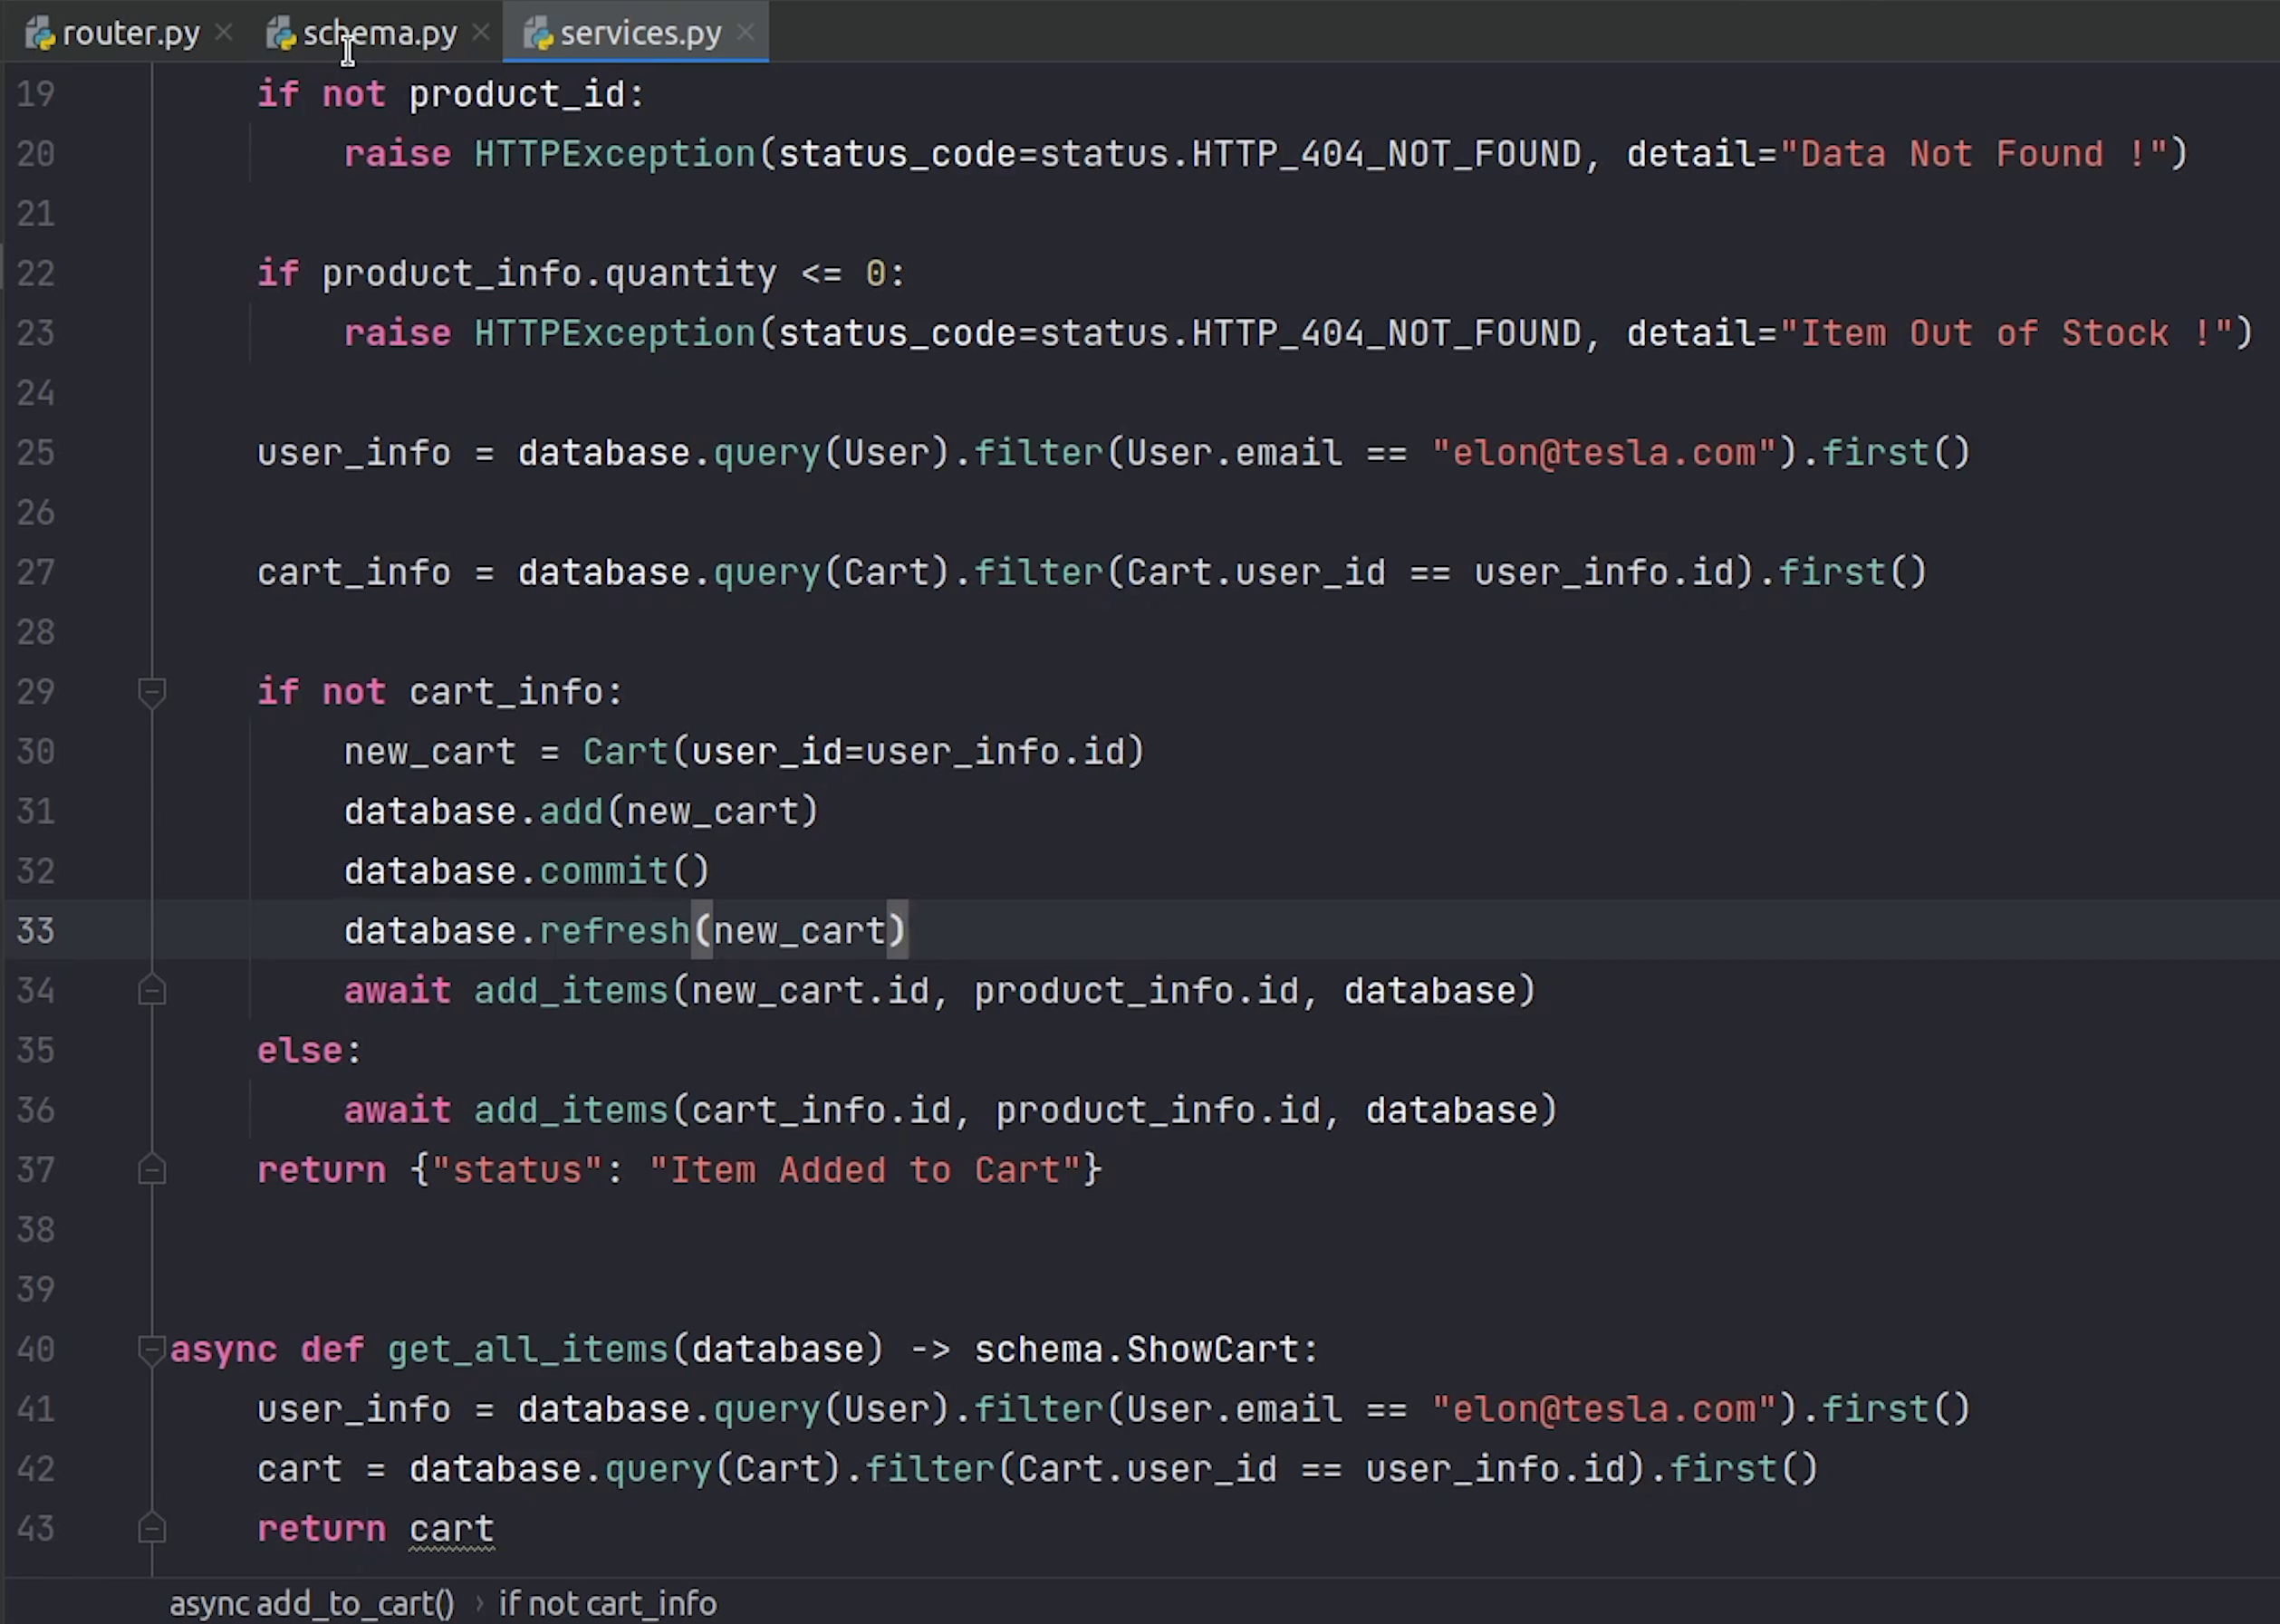 router.py schema.py services.py
19 if not product_id:
20 raise HTTPException(status_code=status.HTTP_404_NOT_FOUND, detail="Data Not Found !")
21
22 if product_info.quantity <= 0:
23 raise HTTPException(status_code=status.HTTP_404_NOT_FOUND, detail="Item Out of Stock !")
24
25 user_info = database.query(User).filter(User.email == "elon@tesla.com").first()
26
27 cart_info = database.query(Cart).filter(Cart.user_id == user_info.id).first()
28
29 if not cart_info:
30 new_cart = Cart(user_id=user_info.id)
31 database.add(new_cart)
32 database.commit()
33 database.refresh(new_cart)
34 await add_items(new_cart.id, product_info.id, database)
35 else:
36 await add_items(cart_info.id, product_info.id, database)
37 return {"status": "Item Added to Cart"}
38
39
40 async def get_all_items(database) -> schema.ShowCart:
41 user_info = database.query(User).filter(User.email == "elon@tesla.com").first()
42 cart = database.query(Cart).filter(Cart.user_id == user_info.id).first()
43 return cart
async add_to_cart() › if not cart_info